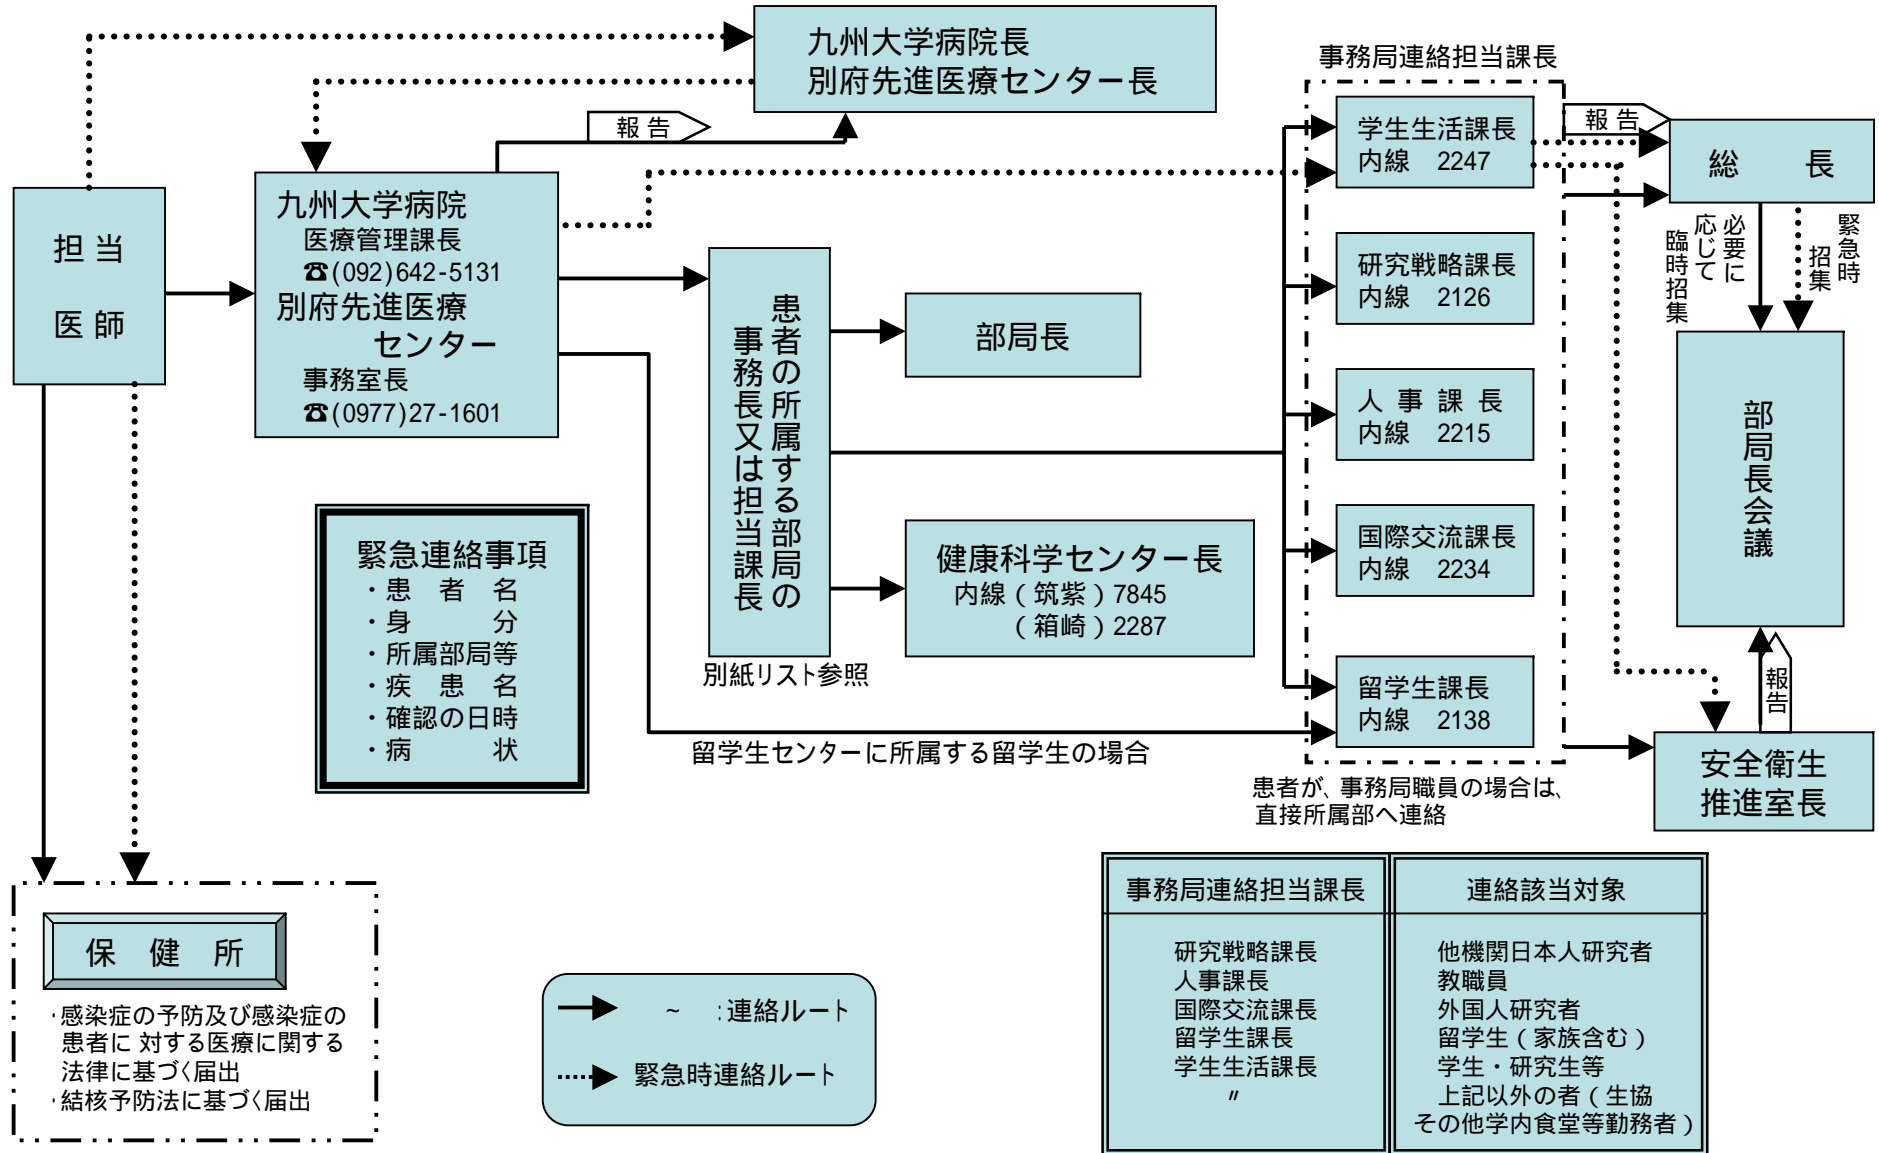 九州大学病院長
別府先進医療センター長
事務局連絡担当課長
報 告
学生生活課長
内線 2247
報 告
総 長
担 当
医 師
九州大学病院
医療管理課長
☎(092)642-5131
別府先進医療
センター
事務室長
☎(0977)27-1601
患者の所属する部局の
事務長又は担当課長
別紙リスト参照
部局長
健康科学センター長
内線（筑紫）7845
（箱崎）2287
研究戦略課長
内線 2126
人 事 課 長
内線 2215
国際交流課長
内線 2234
留学生課長
内線 2138
必要に
応じて
臨時招集
緊急時
招集
部局長会議
報告
安全衛生
推進室長
緊急連絡事項
・患 者 名
・身 分
・所属部局等
・疾 患 名
・確認の日時
・病 状
留学生センターに所属する留学生の場合
患者が、事務局職員の場合は、
直接所属部へ連絡
保 健 所
・感染症の予防及び感染症の
患者に 対する医療に関する
法律に基づく届出
・結核予防法に基づく届出
～ :連絡ルート
緊急時連絡ルート
事務局連絡担当課長 連絡該当対象
研究戦略課長 他機関日本人研究者
人事課長 教職員
国際交流課長 外国人研究者
留学生課長 留学生（家族含む）
学生生活課長 学生・研究生等
〃 上記以外の者（生協
その他学内食堂等勤務者）